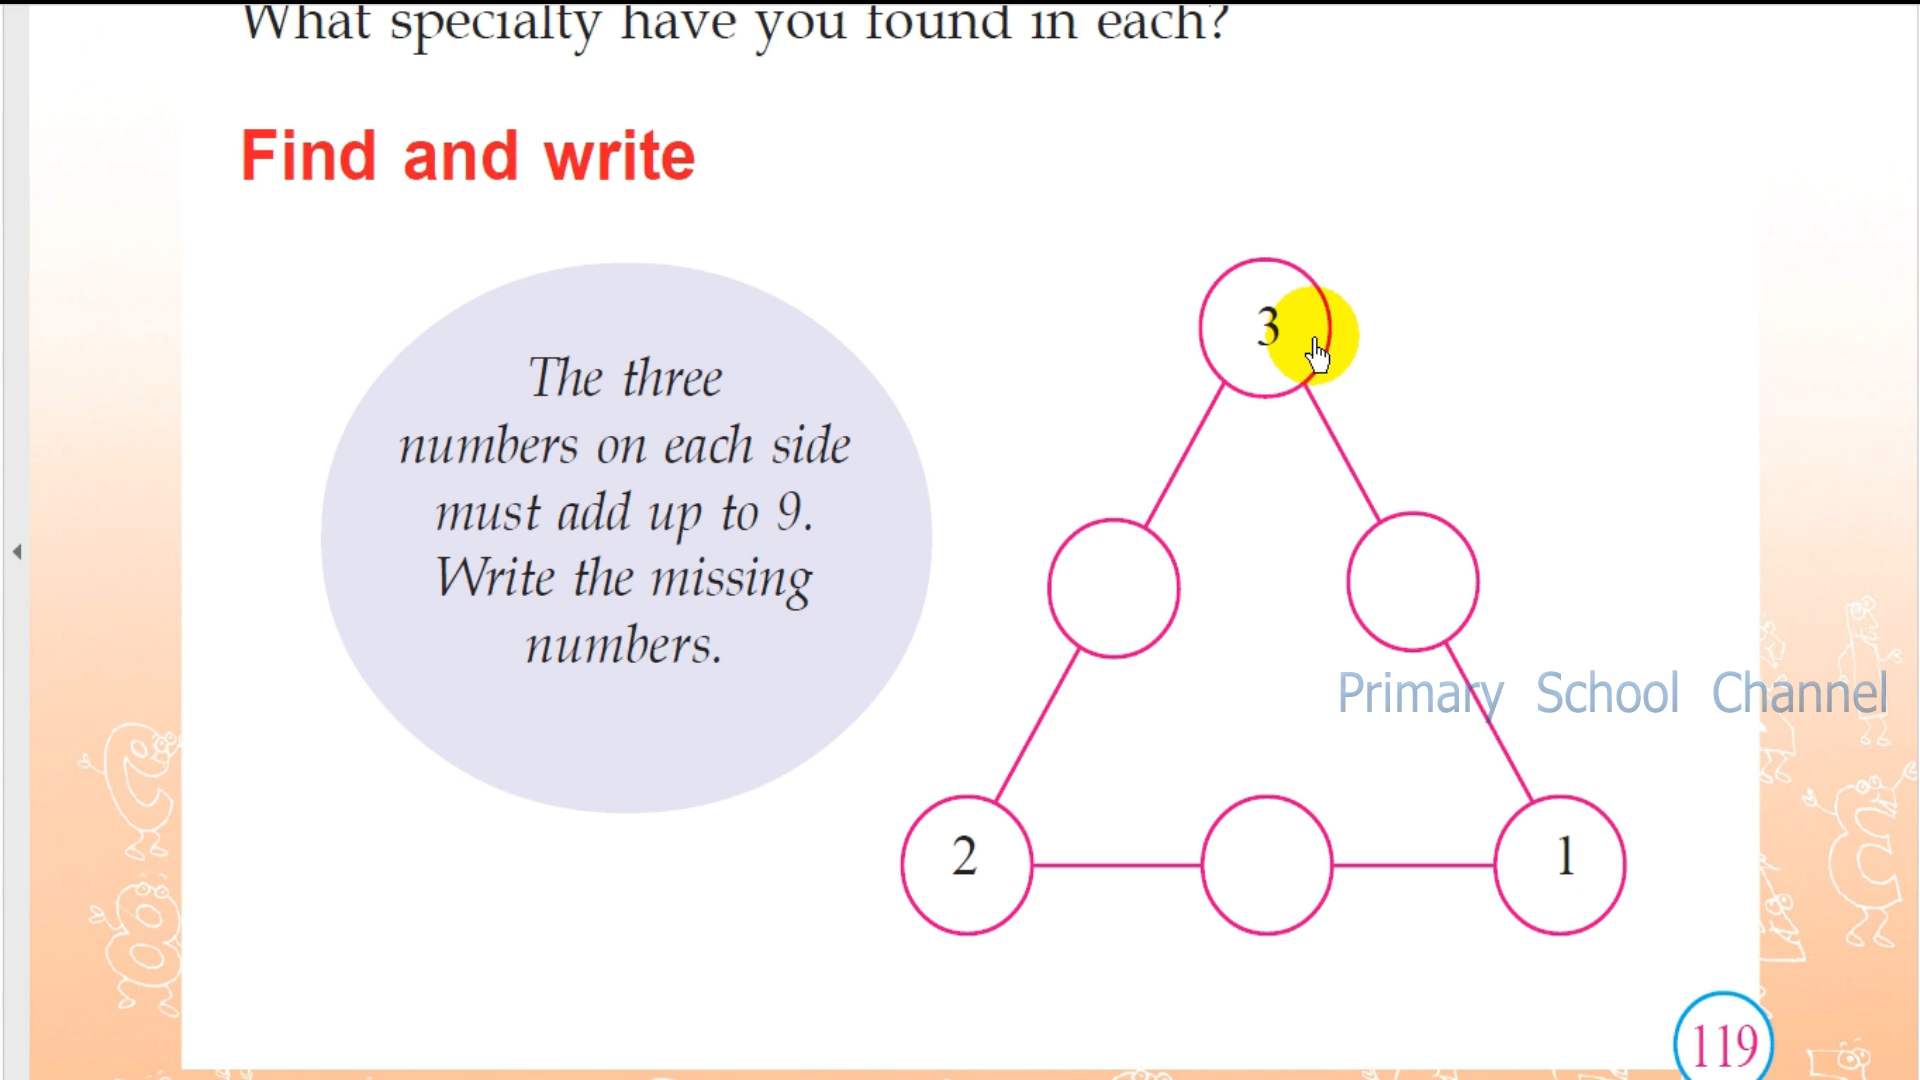 What specialty have you found in each?
Find and write
The three
numbers on each side
must add up to 9.
Write the missing
numbers.
3
Primary School Channel
2
1
119